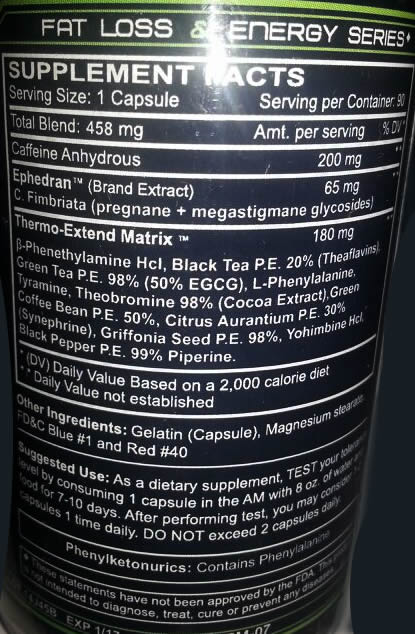 FAT LOSS & ENERGY SERIES+
SUPPLEMENT FACTS
Serving Size: 1 Capsule Serving per Container: 90
Total Blend: 458 mg Amt. per serving % DV*
Caffeine Anhydrous 200 mg **
Ephedran™ (Brand Extract) 65 mg **
C. Fimbriata (pregnane + megastigmane glycosides)
Thermo-Extend Matrix ™ 180 mg **
β-Phenethylamine Hcl, Black Tea P.E. 20% (Theaflavins),
Green Tea P.E. 98% (50% EGCG), L-Phenylalanine,
Tyramine, Theobromine 98% (Cocoa Extract),Green
Coffee Bean P.E. 50%, Citrus Aurantium P.E. 30%
(Synephrine), Griffonia Seed P.E. 98%, Yohimbine Hcl,
Black Pepper P.E. 99% Piperine.
* (DV) Daily Value Based on a 2,000 calorie diet
** Daily Value not established
Other Ingredients: Gelatin (Capsule), Magnesium stearate,
FD&C Blue #1 and Red #40
Suggested Use: As a dietary supplement, TEST your
level by consuming 1 capsule in the AM with 8 oz. of water
food for 7-10 days. After performing test, you may consider
capsules 1 time daily. DO NOT exceed 2 capsules daily.
Phenylketonurics: Contains Phenylalanine
* These statements have not been approved by the FDA. This
not intended to diagnose, treat, cure or prevent any disease
EXP 1/17